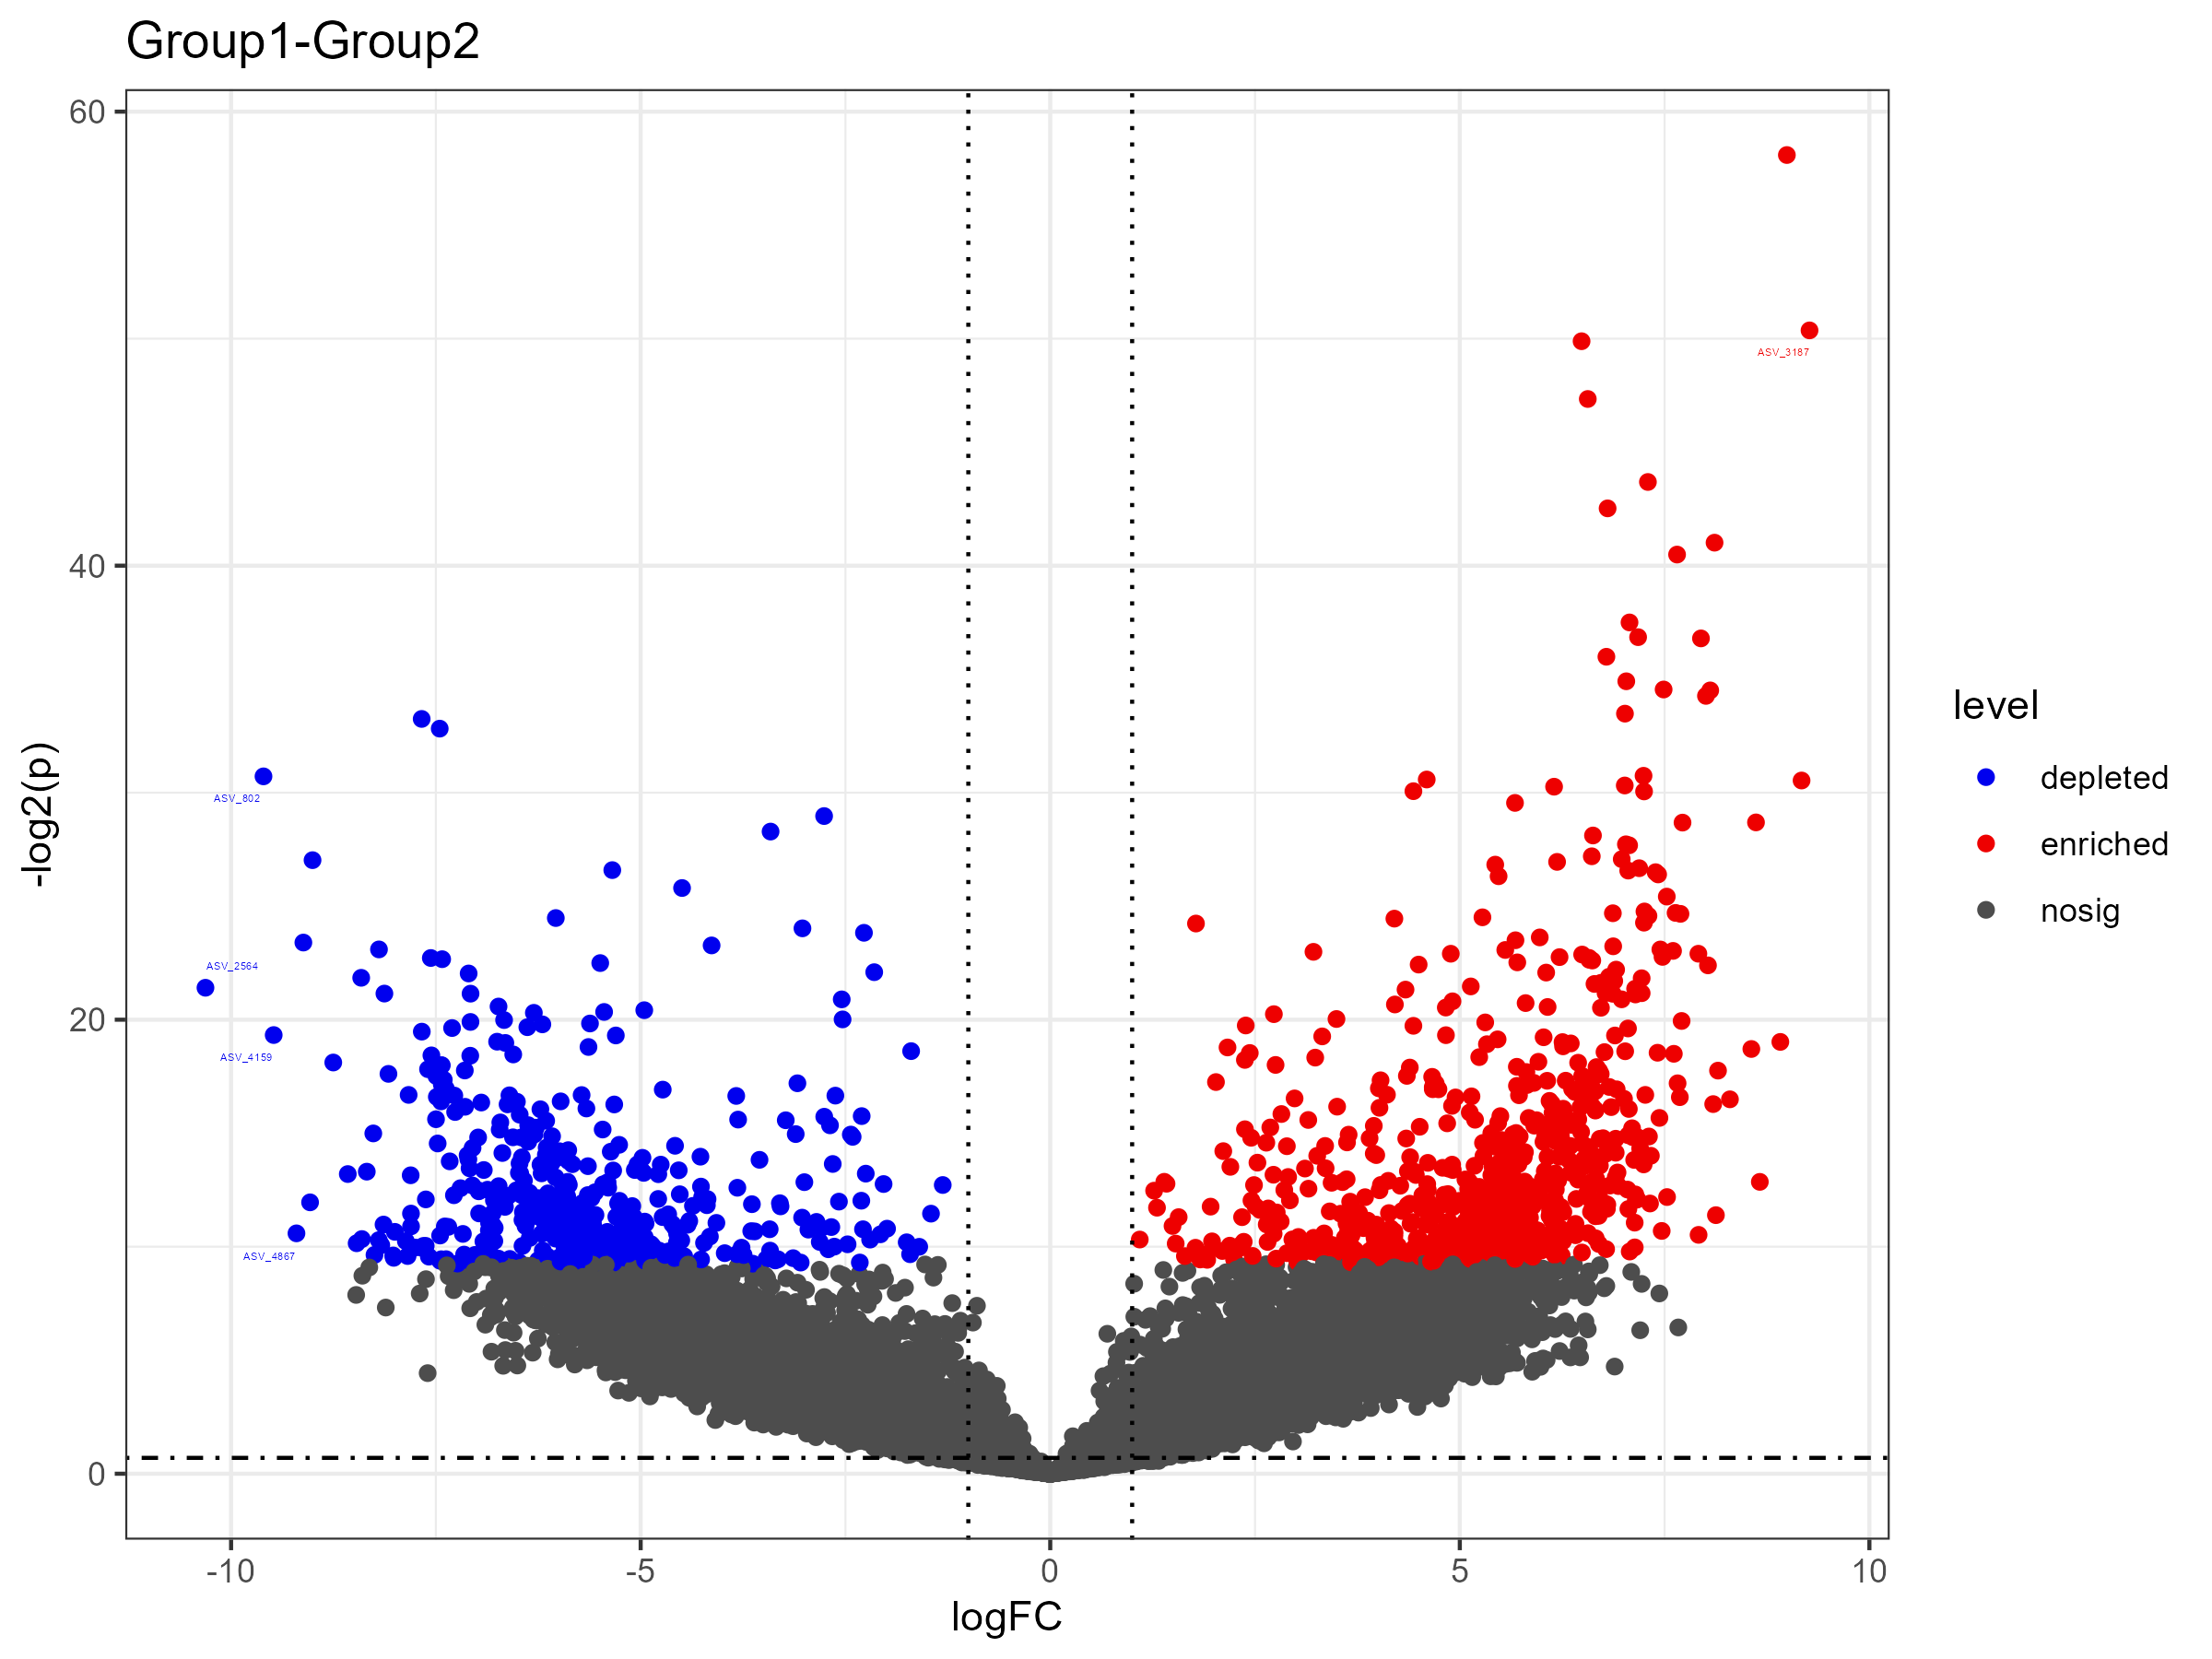 Group1-Group2
60
40
20
0
-log2(p)
-10
-5
0
5
10
logFC
ASV_3187
ASV_802
ASV_2564
ASV_4159
ASV_4867
level
depleted
enriched
nosig